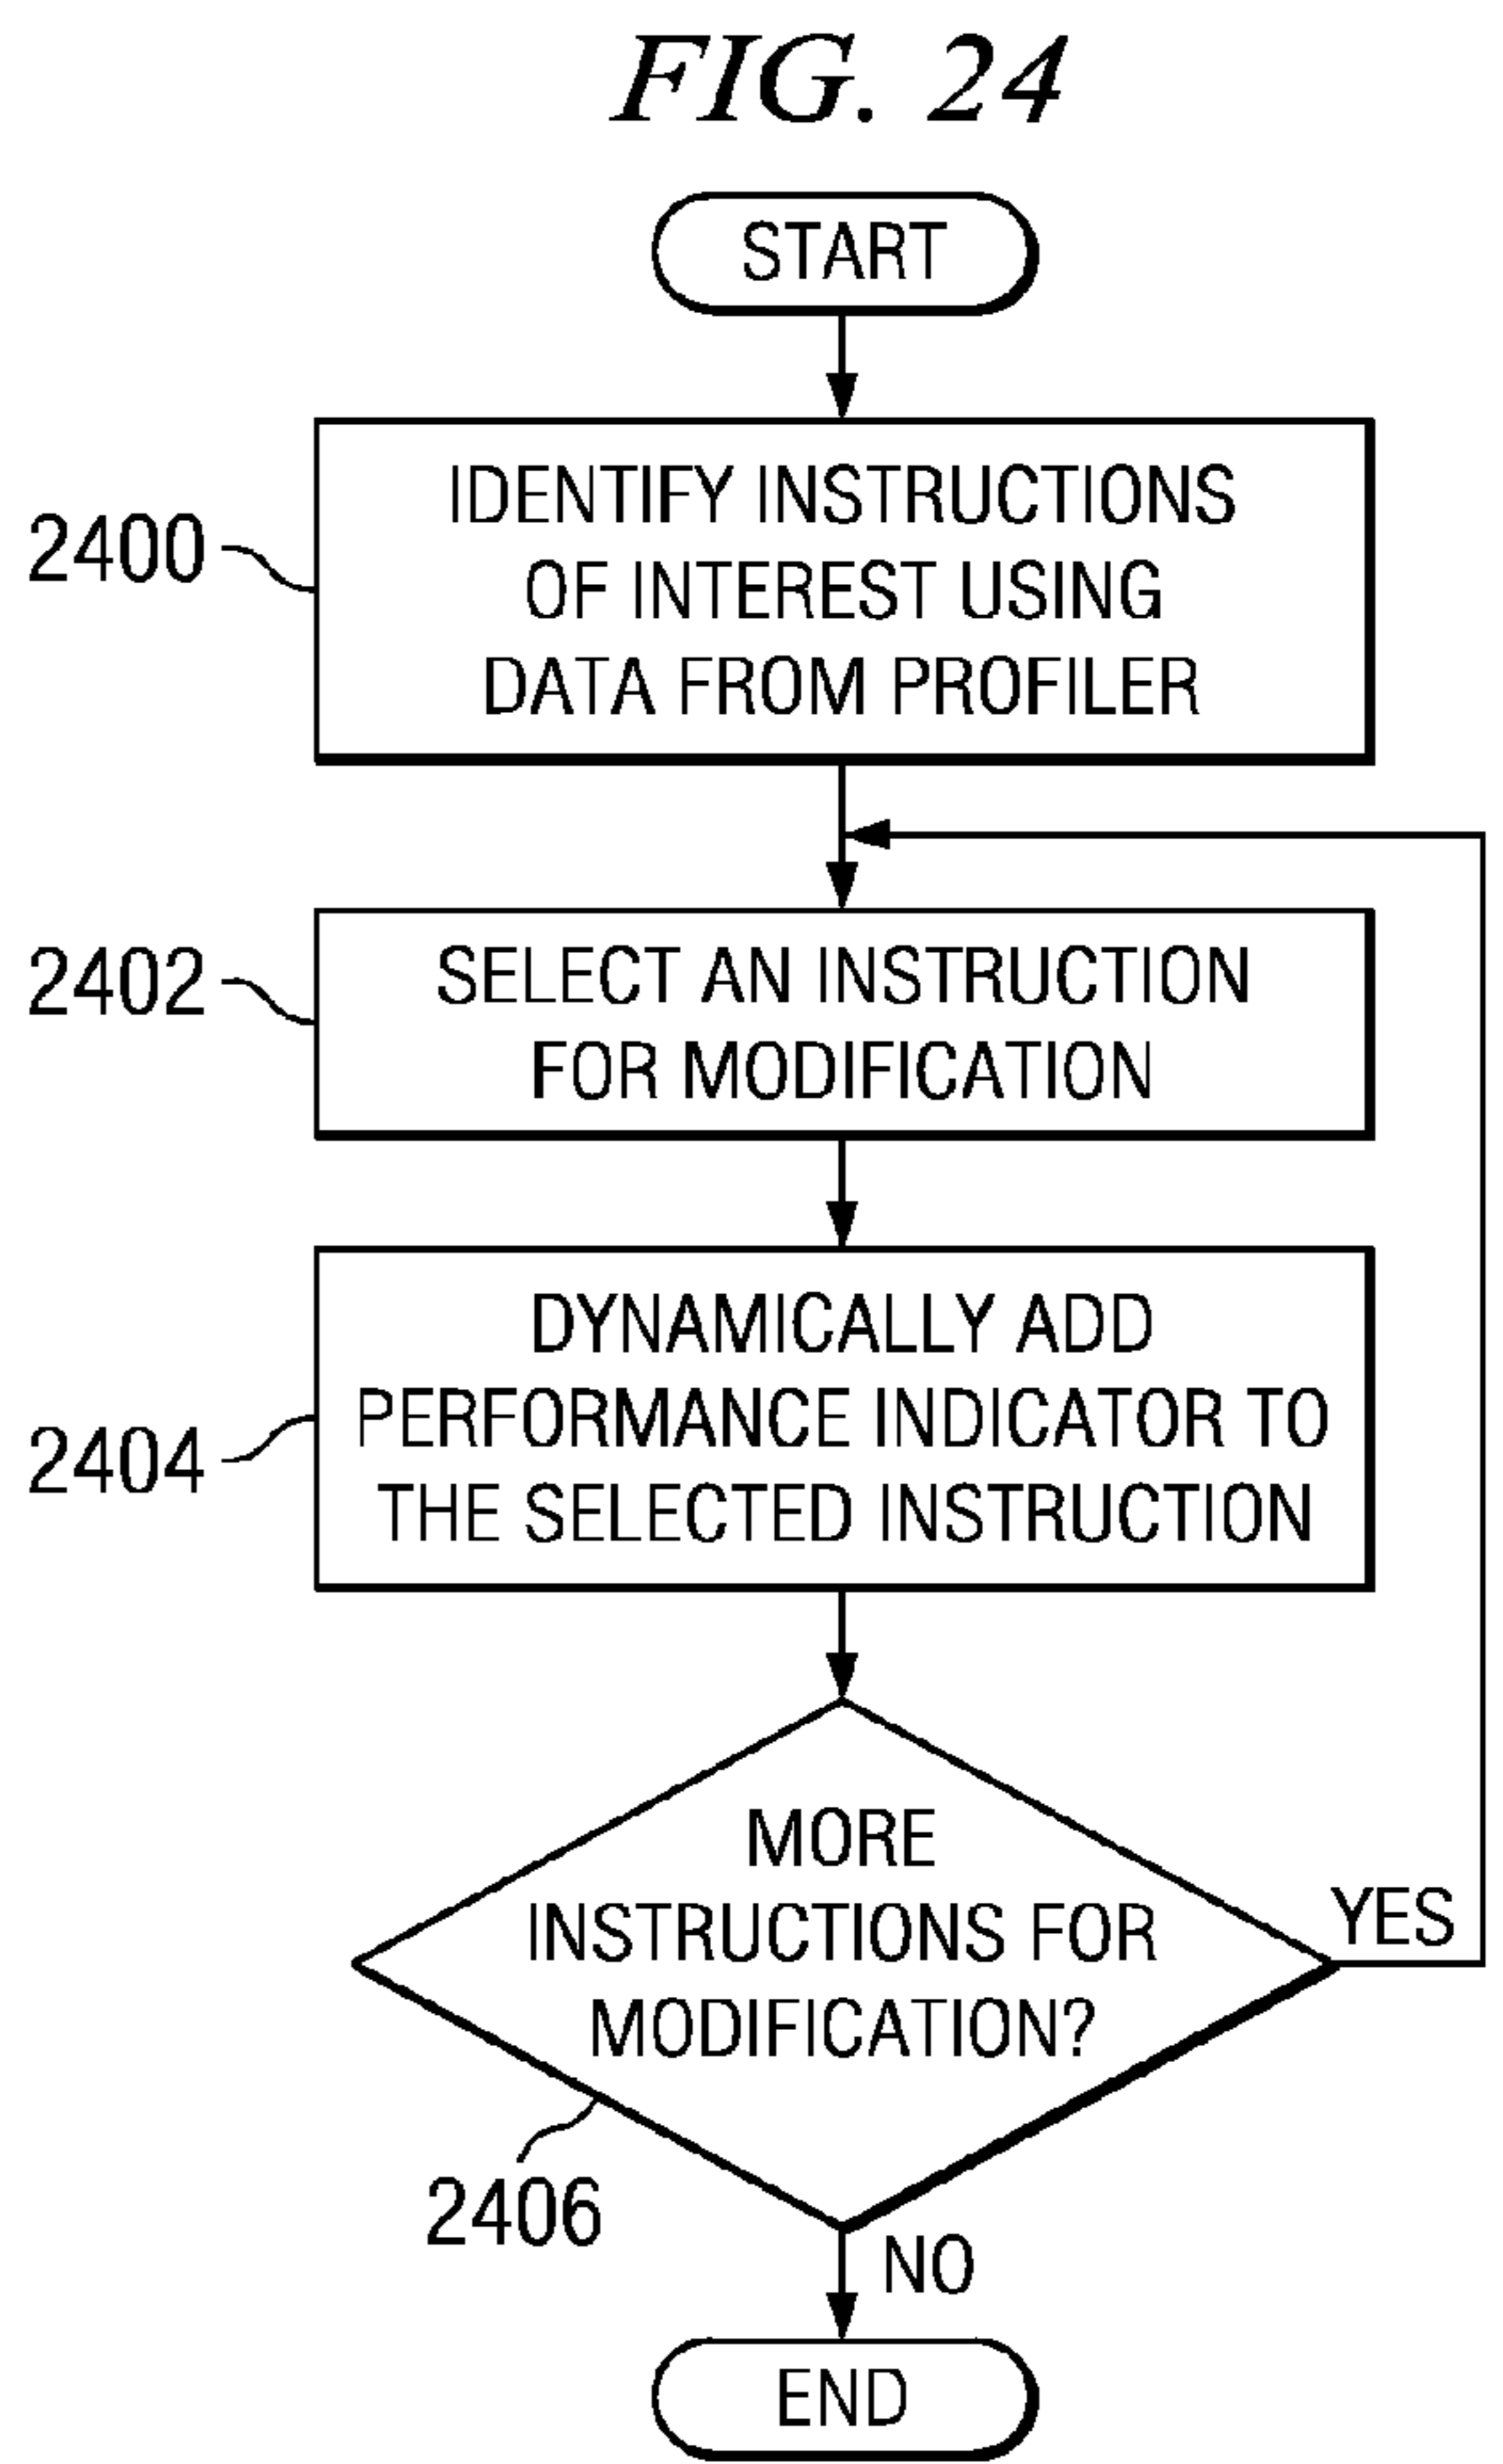 FIG. 24
START
2400
IDENTIFY INSTRUCTIONS
OF INTEREST USING
DATA FROM PROFILER
2402
SELECT AN INSTRUCTION
FOR MODIFICATION
2404
DYNAMICALLY ADD
PERFORMANCE INDICATOR TO
THE SELECTED INSTRUCTION
MORE
INSTRUCTIONS FOR
MODIFICATION?
YES
2406
NO
END